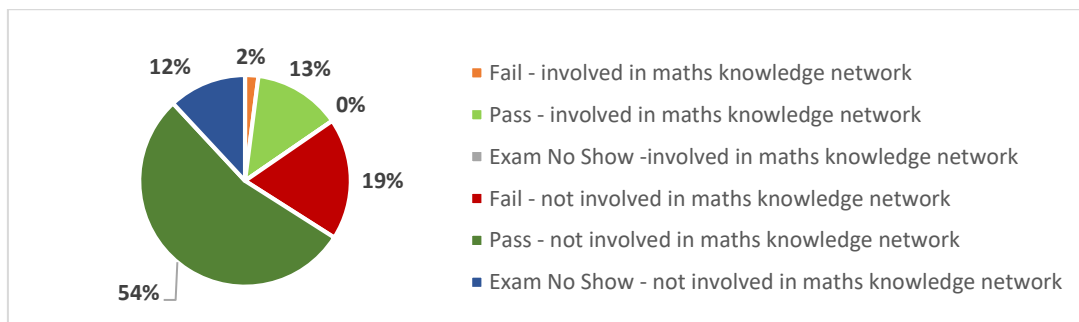 2%
13%
12%
0%
19%
54%
Fail - involved in maths knowledge network
Pass - involved in maths knowledge network
Exam No Show -involved in maths knowledge network
Fail - not involved in maths knowledge network
Pass - not involved in maths knowledge network
Exam No Show - not involved in maths knowledge network